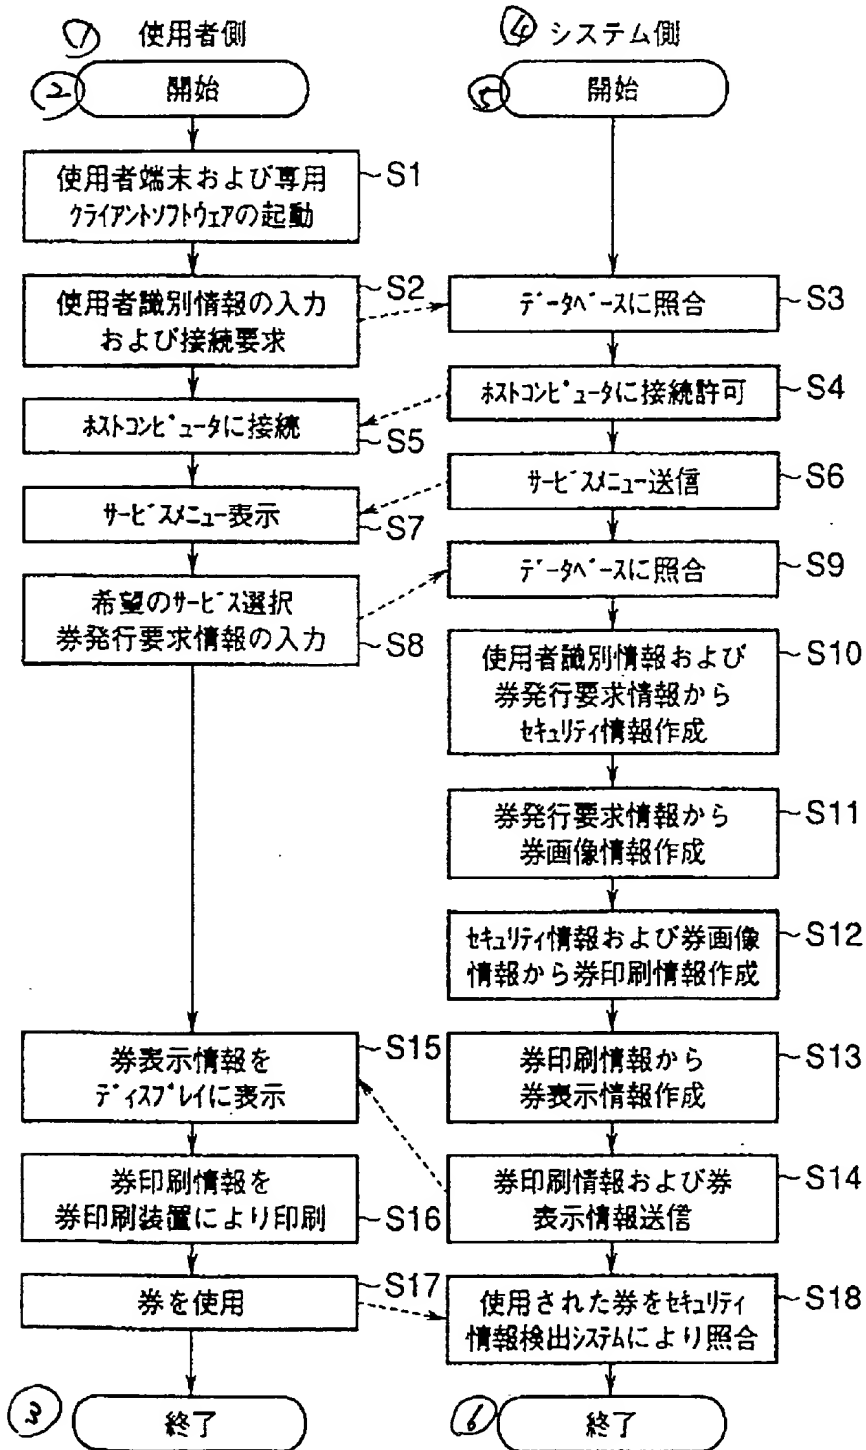 ① 使用者側
② 開始
使用者端末および専用
クライアントソフトウェアの起動
S1
使用者識別情報の入力
および接続要求
S2
ホストコンピュータに接続
S5
サービスメニュー表示
S7
希望のサービス選択
券発行要求情報の入力
S8
券表示情報を
ディスプレイに表示
S15
券印刷情報を
券印刷装置により印刷
S16
券を使用
S17
③ 終了
④ システム側
5 開始
データベースに照合
S3
ホストコンピュータに接続許可
S4
サービスメニュー送信
S6
データベースに照合
S9
使用者識別情報および
券発行要求情報から
セキュリティ情報作成
S10
券発行要求情報から
券画像情報作成
S11
セキュリティ情報および券画像
情報から券印刷情報作成
S12
券印刷情報から
券表示情報作成
S13
券印刷情報および券
表示情報送信
S14
使用された券をセキュリティ
情報検出システムにより照合
S18
⑥ 終了